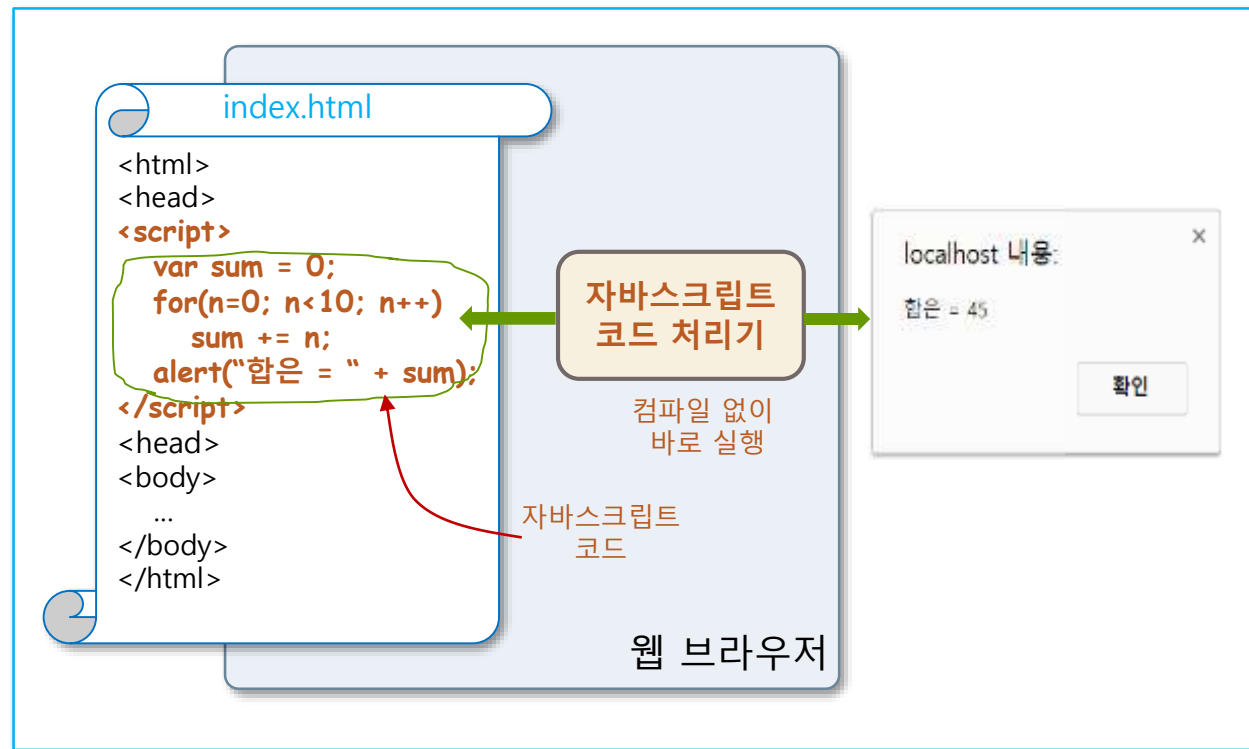 index.html
<html>
<head>
<script>
var sum = 0;
for(n=0; n<10; n++)
sum += n;
alert(“합은 = “ + sum);
</script>
<head>
<body>
...
</body>
</html>
자바스크립트
코드 처리기
컴파일 없이
바로 실행
자바스크립트
코드
웹 브라우저
localhost 내용:
×
합은 = 45
확인